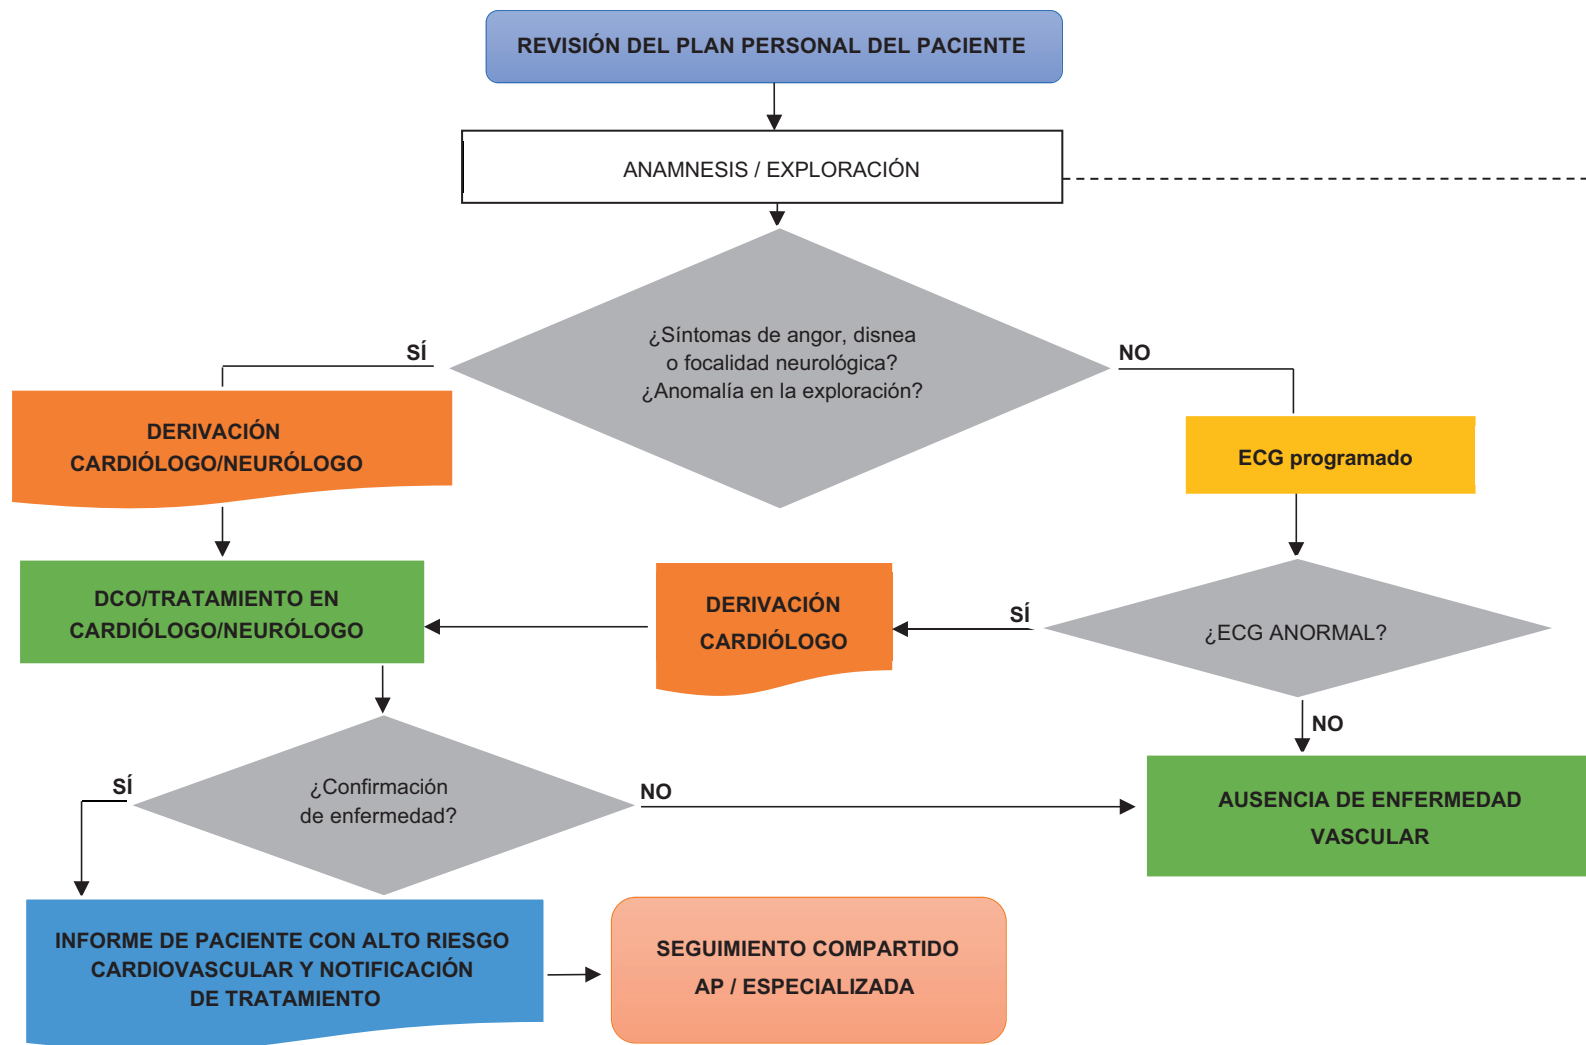 REVISIÓN DEL PLAN PERSONAL DEL PACIENTE
ANAMNESIS / EXPLORACIÓN
¿Síntomas de angor, disnea
o focalidad neurológica?
¿Anomalía en la exploración?
SÍ
NO
DERIVACIÓN
CARDIÓLOGO/NEURÓLOGO
ECG programado
DCO/TRATAMIENTO EN
CARDIÓLOGO/NEURÓLOGO
DERIVACIÓN
CARDIÓLOGO
SÍ
¿ECG ANORMAL?
NO
¿Confirmación
de enfermedad?
SÍ
NO
AUSENCIA DE ENFERMEDAD
VASCULAR
INFORME DE PACIENTE CON ALTO RIESGO
CARDIOVASCULAR Y NOTIFICACIÓN
DE TRATAMIENTO
SEGUIMIENTO COMPARTIDO
AP / ESPECIALIZADA